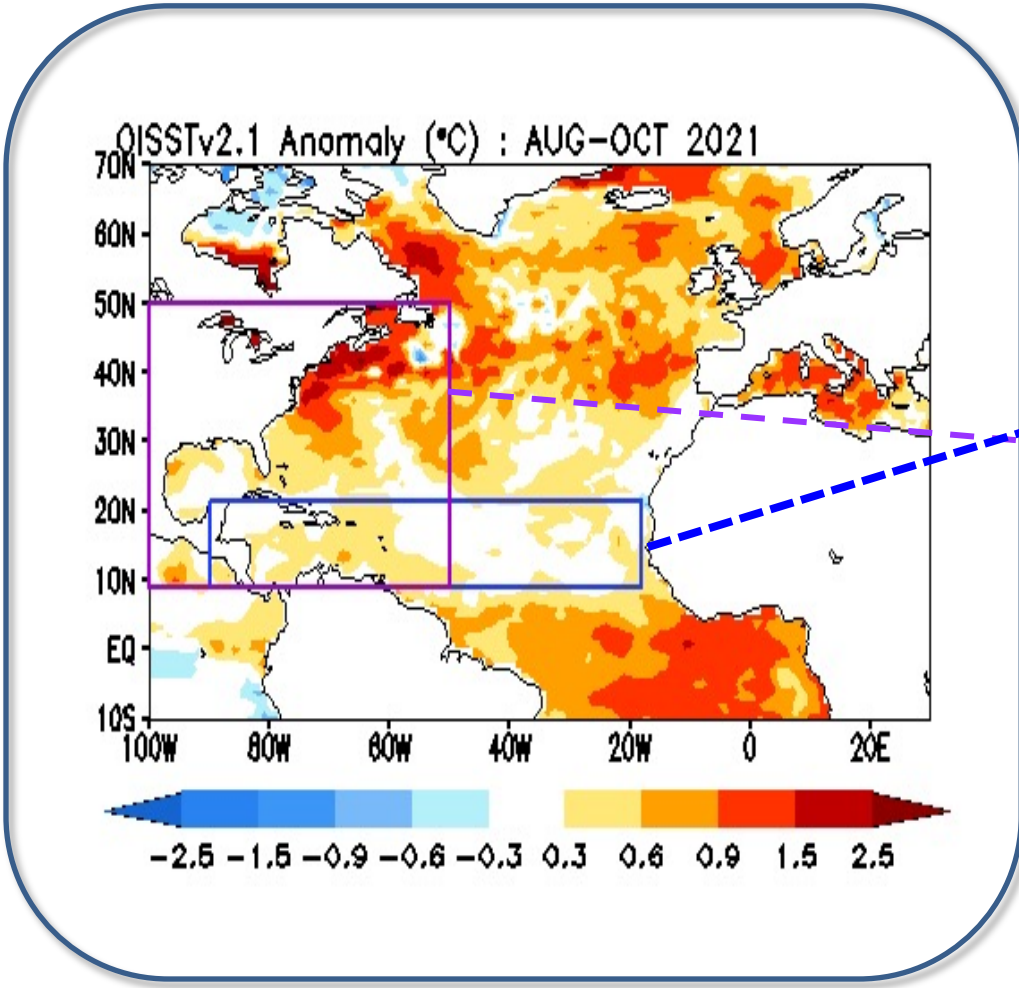 OISSTv2.1 Anomaly (°C) : AUG-OCT 2021
70N
60N
50N
40N
30N
20N
10N
EQ
10S
100W 80W 60W 40W 20W 0 20E
-2.5 -1.5 -0.9 -0.6 -0.3 0.3 0.6 0.9 1.5 2.5